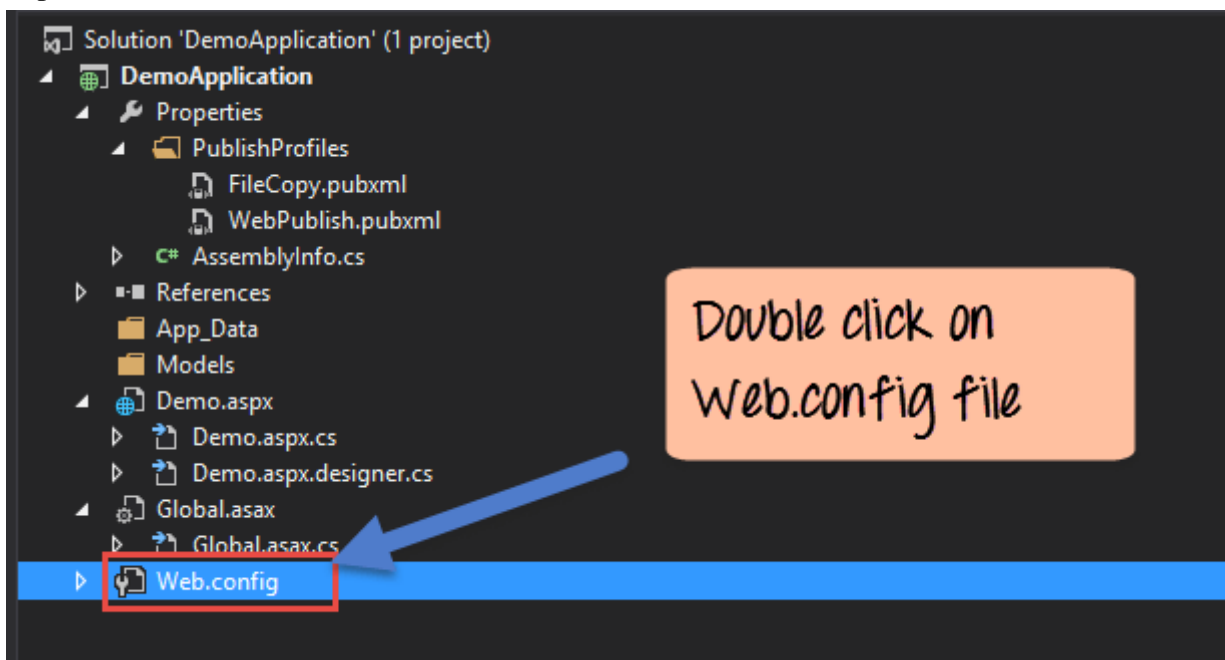 Solution 'DemoApplication' (1 project)
DemoApplication
Properties
PublishProfiles
FileCopy.pubxml
WebPublish.pubxml
C# AssemblyInfo.cs
References
App_Data
Models
Demo.aspx
Demo.aspx.cs
Demo.aspx.designer.cs
Global.asax
Global.asax.cs
Web.config
Double click on
Web.config file